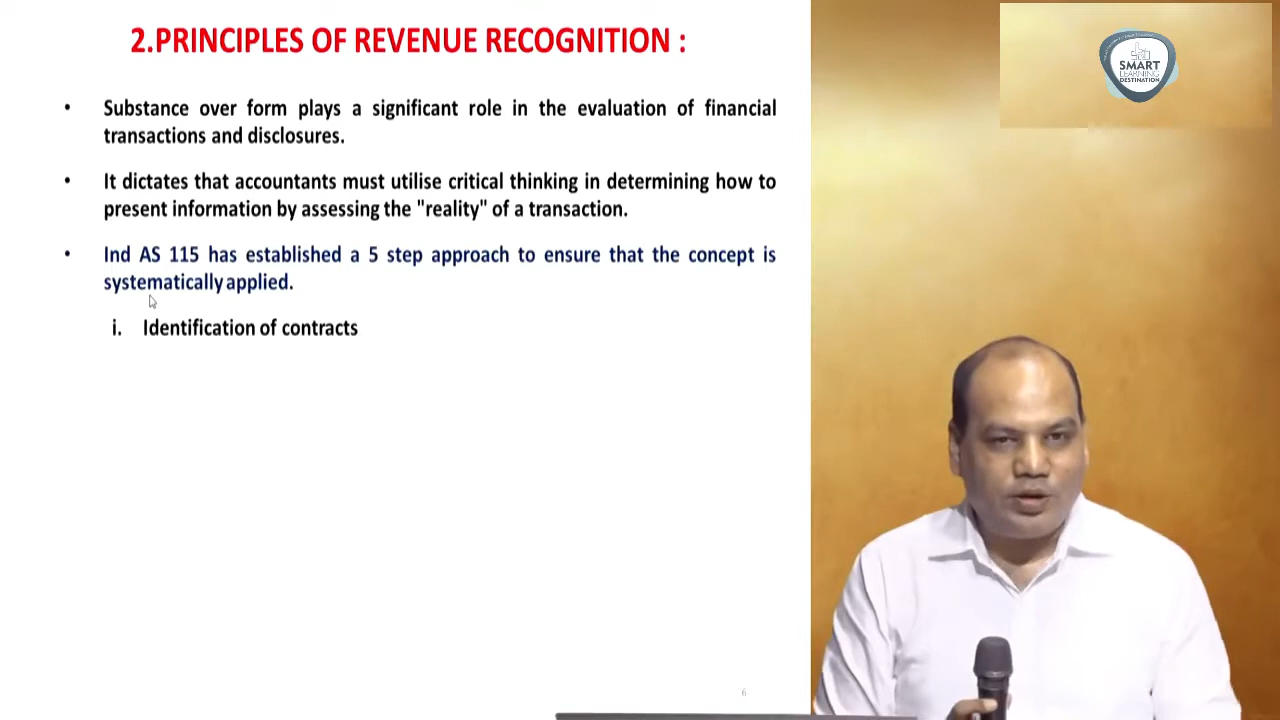 2.PRINCIPLES OF REVENUE RECOGNITION :
• Substance over form plays a significant role in the evaluation of financial
transactions and disclosures.
• It dictates that accountants must utilise critical thinking in determining how to
present information by assessing the "reality" of a transaction.
• Ind AS 115 has established a 5 step approach to ensure that the concept is
systematically applied.
i. Identification of contracts
6
SMART
LEARNING
DESTINATION